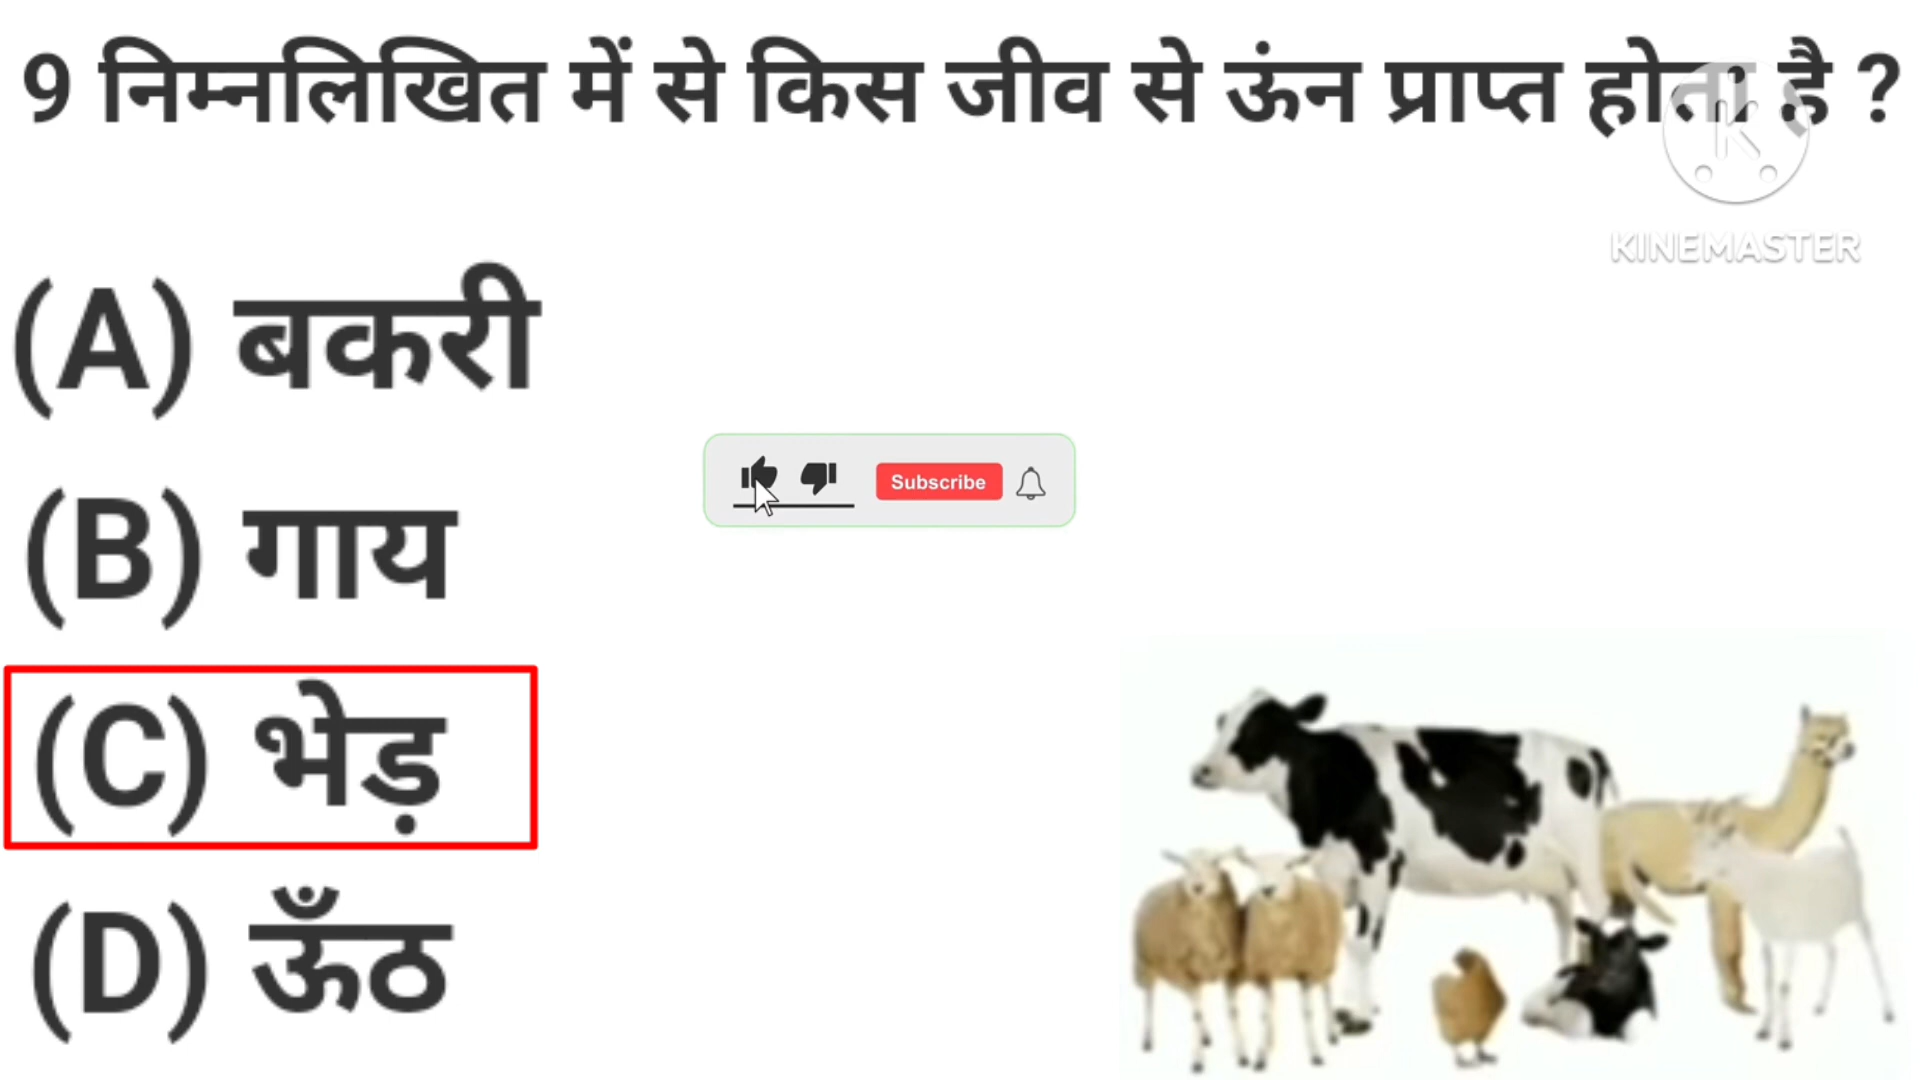 9 निम्नलिखित में से किस जीव से ऊंन प्राप्त होता है ?
KINEMASTER
(A) बकरी
Subscribe
(B) गाय
(C) भेड़
(D) ऊँठ